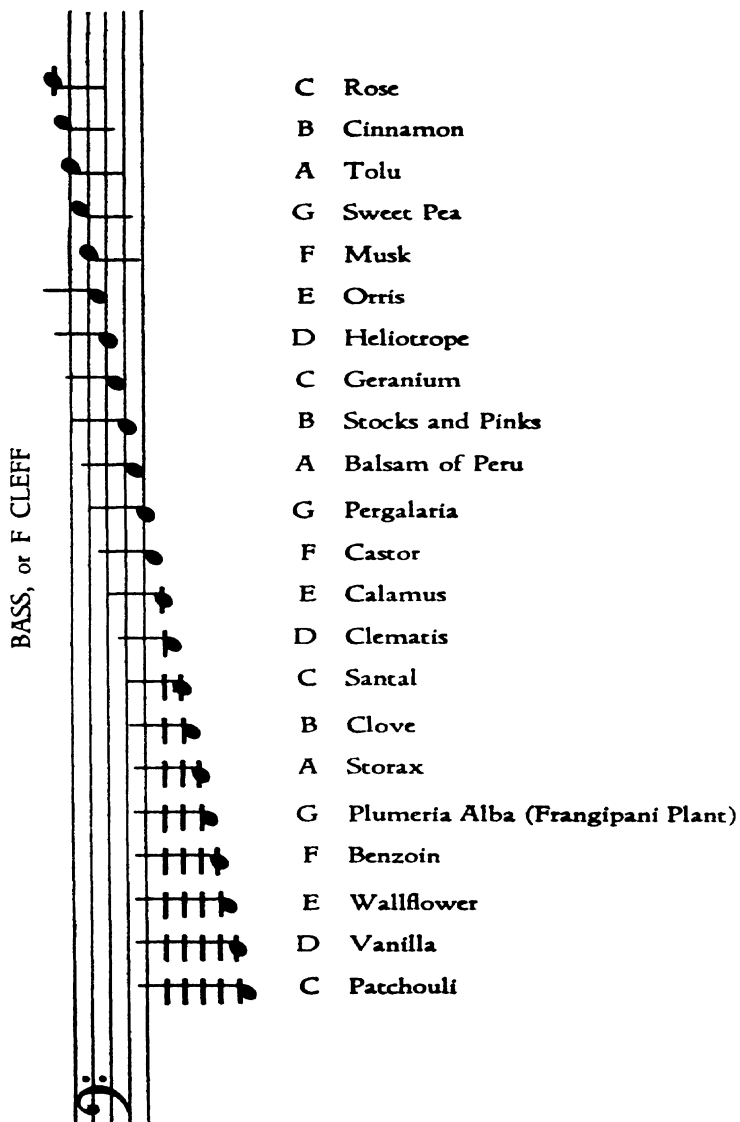 C Rose
B Cinnamon
A Tolu
G Sweet Pea
F Musk
E Orris
D Heliotrope
C Geranium
B Stocks and Pinks
A Balsam of Peru
G Pergalaria
F Castor
E Calamus
D Clematis
C Santal
B Clove
A Storax
G Plumeria Alba (Frangipani Plant)
F Benzoin
E Wallflower
D Vanilla
C Patchouli
BASS, or F CLEFF